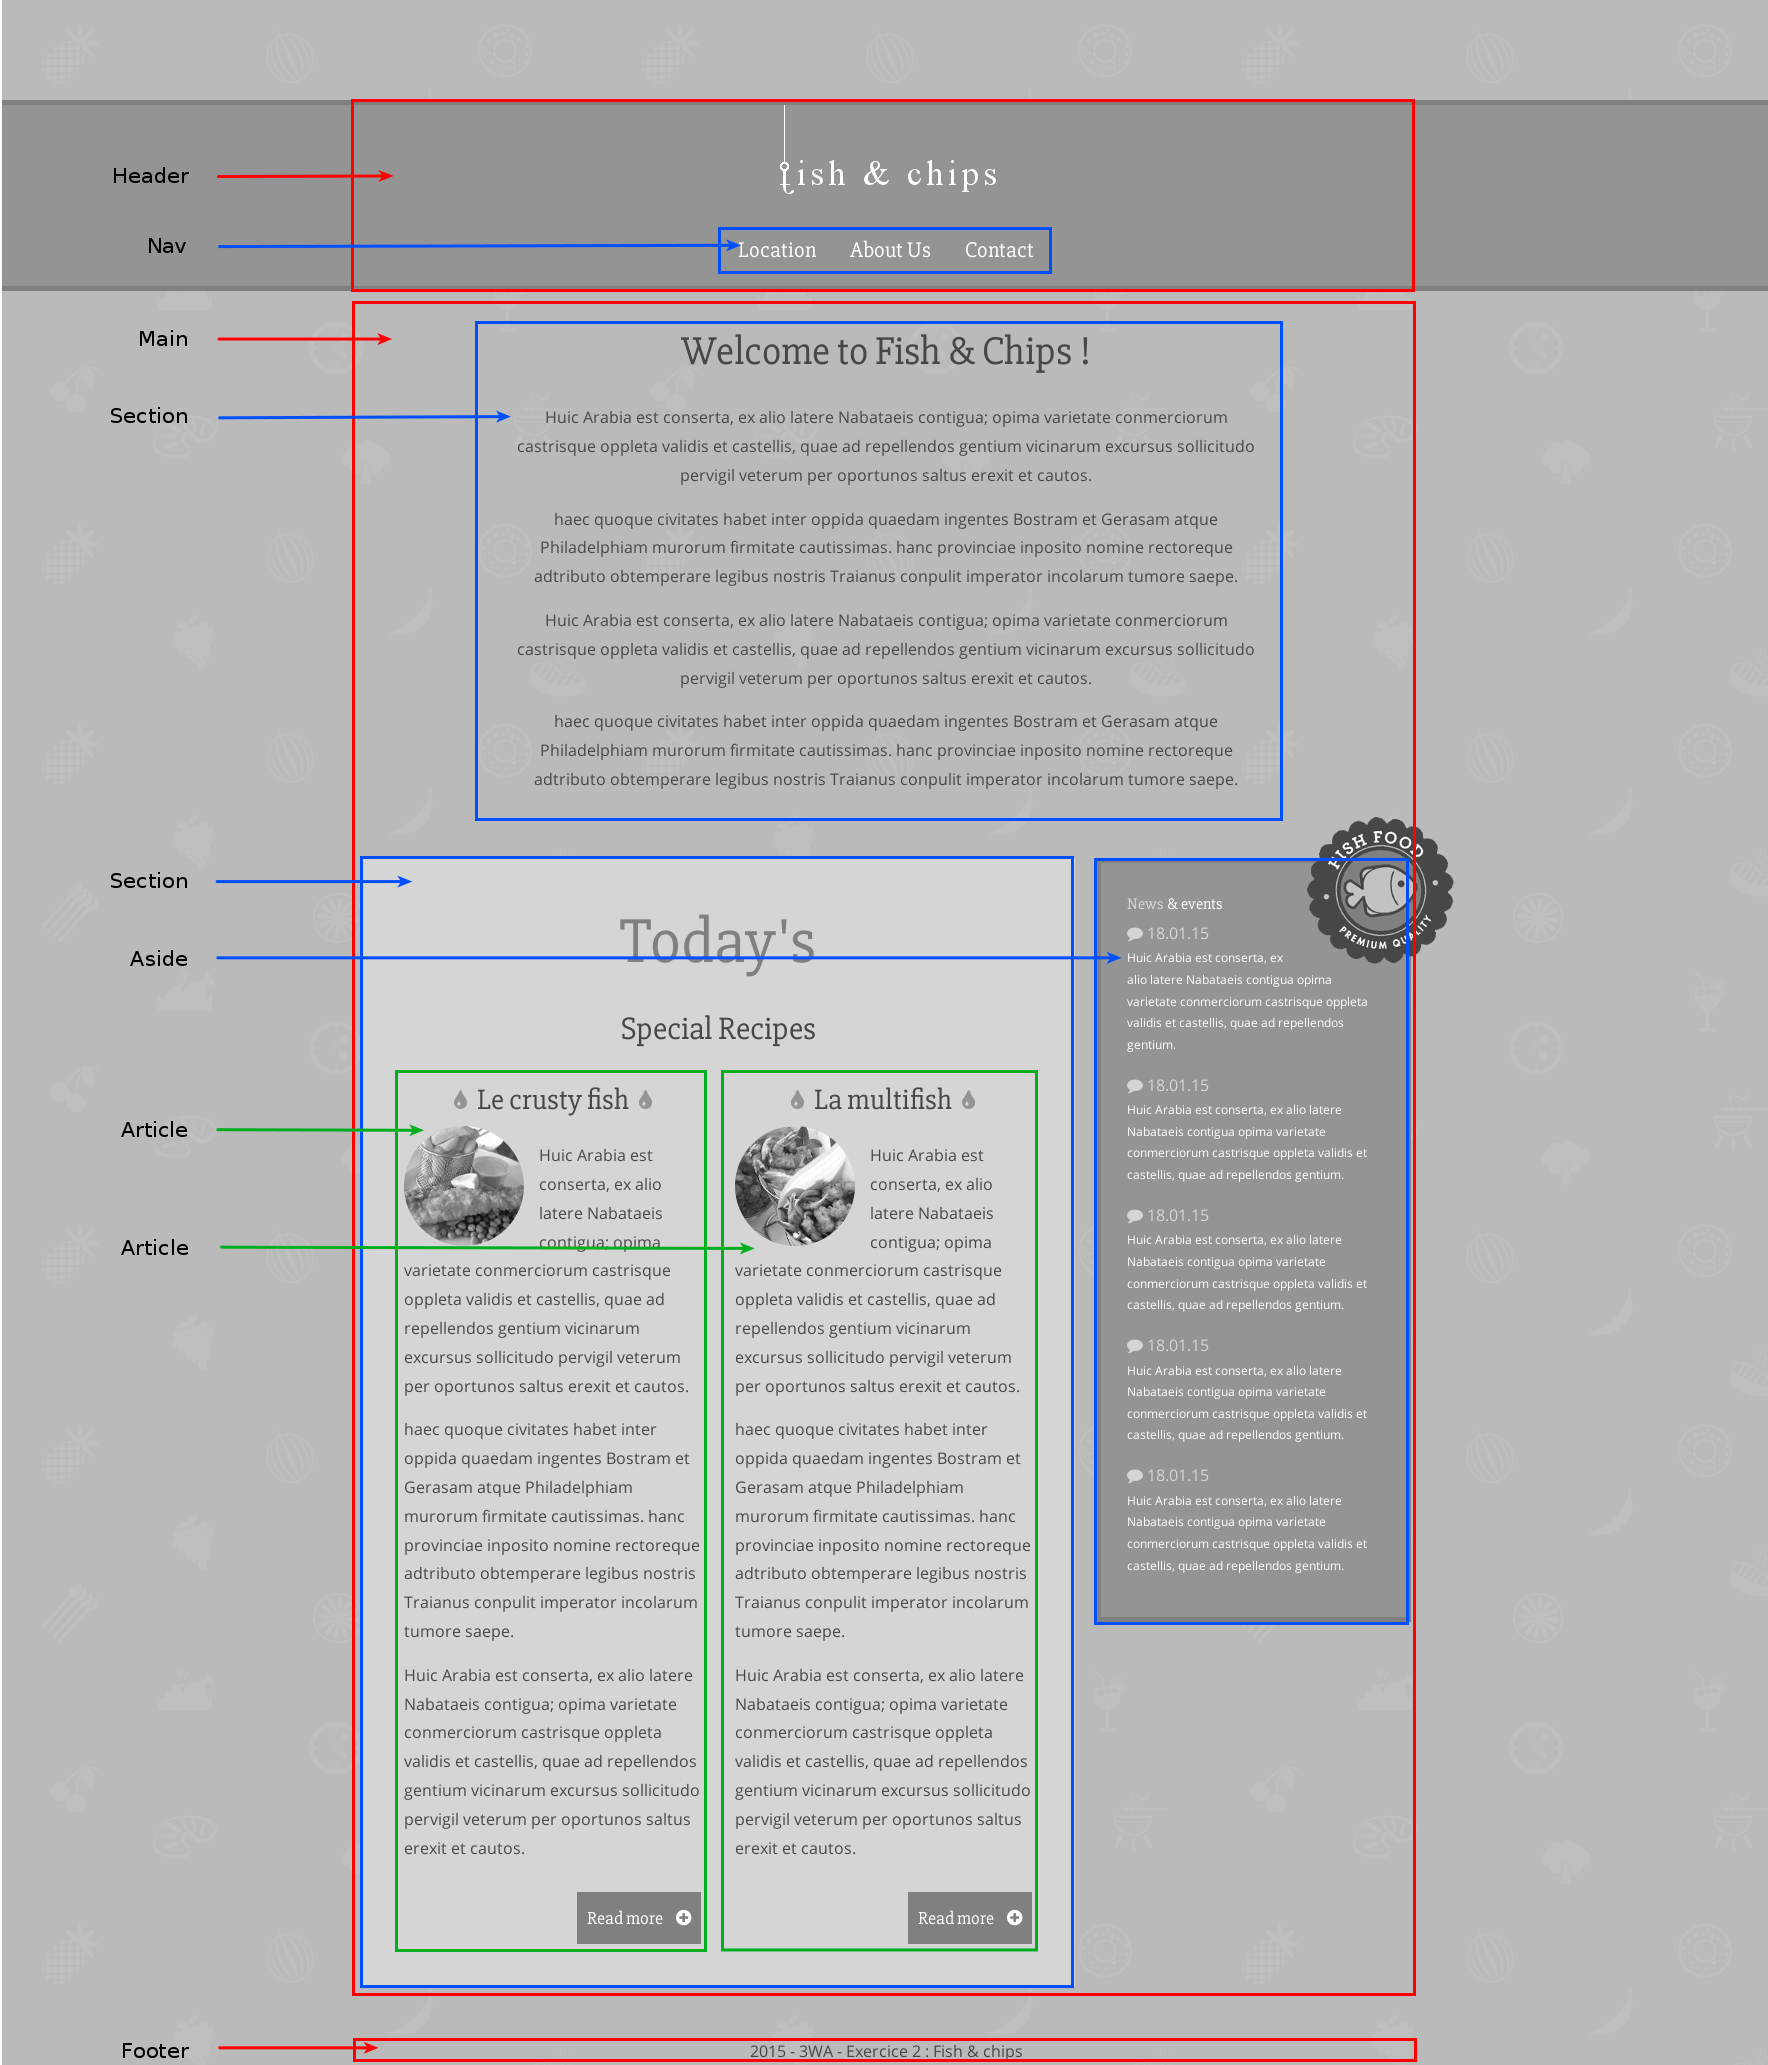 Header
fish & chips
Nav
Location About Us Contact
Main
Welcome to Fish & Chips !
Section
Huic Arabia est conserta, ex alio latere Nabataeis contigua; opima varietate conmerciorum
castrisque oppleta validis et castellis, quae ad repellendos gentium vicinarum excursus sollicitudo
pervigil veterum per oportunos saltus erexit et cautos.
haec quoque civitates habet inter oppida quaedam ingentes Bostram et Gerasam atque
Philadelphiam murorum firmitate cautissimas. hanc provinciae inposito nomine rectoreque
adtributo obtemperare legibus nostris Traianus conpulit imperator incolarum tumore saepe.
Huic Arabia est conserta, ex alio latere Nabataeis contigua; opima varietate conmerciorum
castrisque oppleta validis et castellis, quae ad repellendos gentium vicinarum excursus sollicitudo
pervigil veterum per oportunos saltus erexit et cautos.
haec quoque civitates habet inter oppida quaedam ingentes Bostram et Gerasam atque
Philadelphiam murorum firmitate cautissimas. hanc provinciae inposito nomine rectoreque
adtributo obtemperare legibus nostris Traianus conpulit imperator incolarum tumore saepe.
Section
Today's
Special Recipes
Article
Le crusty fish
Huic Arabia est
conserta, ex alio
latere Nabataeis
contigua; opima
varietate conmerciorum castrisque
oppleta validis et castellis, quae ad
repellendos gentium vicinarum
excursus sollicitudo pervigil veterum
per oportunos saltus erexit et cautos.
haec quoque civitates habet inter
oppida quaedam ingentes Bostram et
Gerasam atque Philadelphiam
murorum firmitate cautissimas. hanc
provinciae inposito nomine rectoreque
adtributo obtemperare legibus nostris
Traianus conpulit imperator incolarum
tumore saepe.
Huic Arabia est conserta, ex alio latere
Nabataeis contigua; opima varietate
conmerciorum castrisque oppleta
validis et castellis, quae ad repellendos
gentium vicinarum excursus sollicitudo
pervigil veterum per oportunos saltus
erexit et cautos.
Read more
Article
La multifish
Huic Arabia est
conserta, ex alio
latere Nabataeis
contigua; opima
varietate conmerciorum castrisque
oppleta validis et castellis, quae ad
repellendos gentium vicinarum
excursus sollicitudo pervigil veterum
per oportunos saltus erexit et cautos.
haec quoque civitates habet inter
oppida quaedam ingentes Bostram et
Gerasam atque Philadelphiam
murorum firmitate cautissimas. hanc
provinciae inposito nomine rectoreque
adtributo obtemperare legibus nostris
Traianus conpulit imperator incolarum
tumore saepe.
Huic Arabia est conserta, ex alio latere
Nabataeis contigua; opima varietate
conmerciorum castrisque oppleta
validis et castellis, quae ad repellendos
gentium vicinarum excursus sollicitudo
pervigil veterum per oportunos saltus
erexit et cautos.
Read more
Aside
FISH FOOD
PREMIUM QUALITY
News & events
18.01.15
Huic Arabia est conserta, ex
alio latere Nabataeis contigua opima
varietate conmerciorum castrisque oppleta
validis et castellis, quae ad repellendos
gentium.
18.01.15
Huic Arabia est conserta, ex alio latere
Nabataeis contigua opima varietate
conmerciorum castrisque oppleta validis et
castellis, quae ad repellendos gentium.
18.01.15
Huic Arabia est conserta, ex alio latere
Nabataeis contigua opima varietate
conmerciorum castrisque oppleta validis et
castellis, quae ad repellendos gentium.
18.01.15
Huic Arabia est conserta, ex alio latere
Nabataeis contigua opima varietate
conmerciorum castrisque oppleta validis et
castellis, quae ad repellendos gentium.
18.01.15
Huic Arabia est conserta, ex alio latere
Nabataeis contigua opima varietate
conmerciorum castrisque oppleta validis et
castellis, quae ad repellendos gentium.
Footer
2015 - 3WA - Exercice 2 : Fish & chips